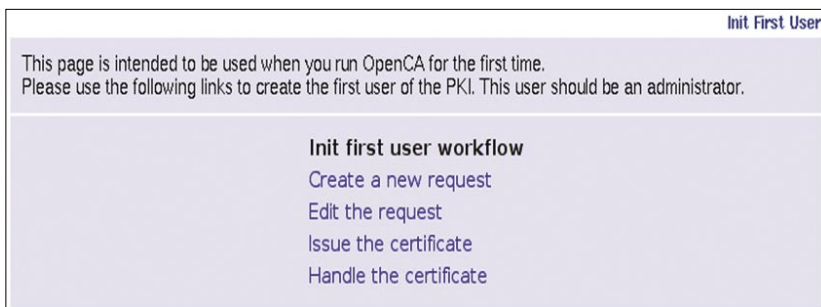 Init First User
This page is intended to be used when you run OpenCA for the first time.
Please use the following links to create the first user of the PKI. This user should be an administrator.
Init first user workflow
Create a new request
Edit the request
Issue the certificate
Handle the certificate